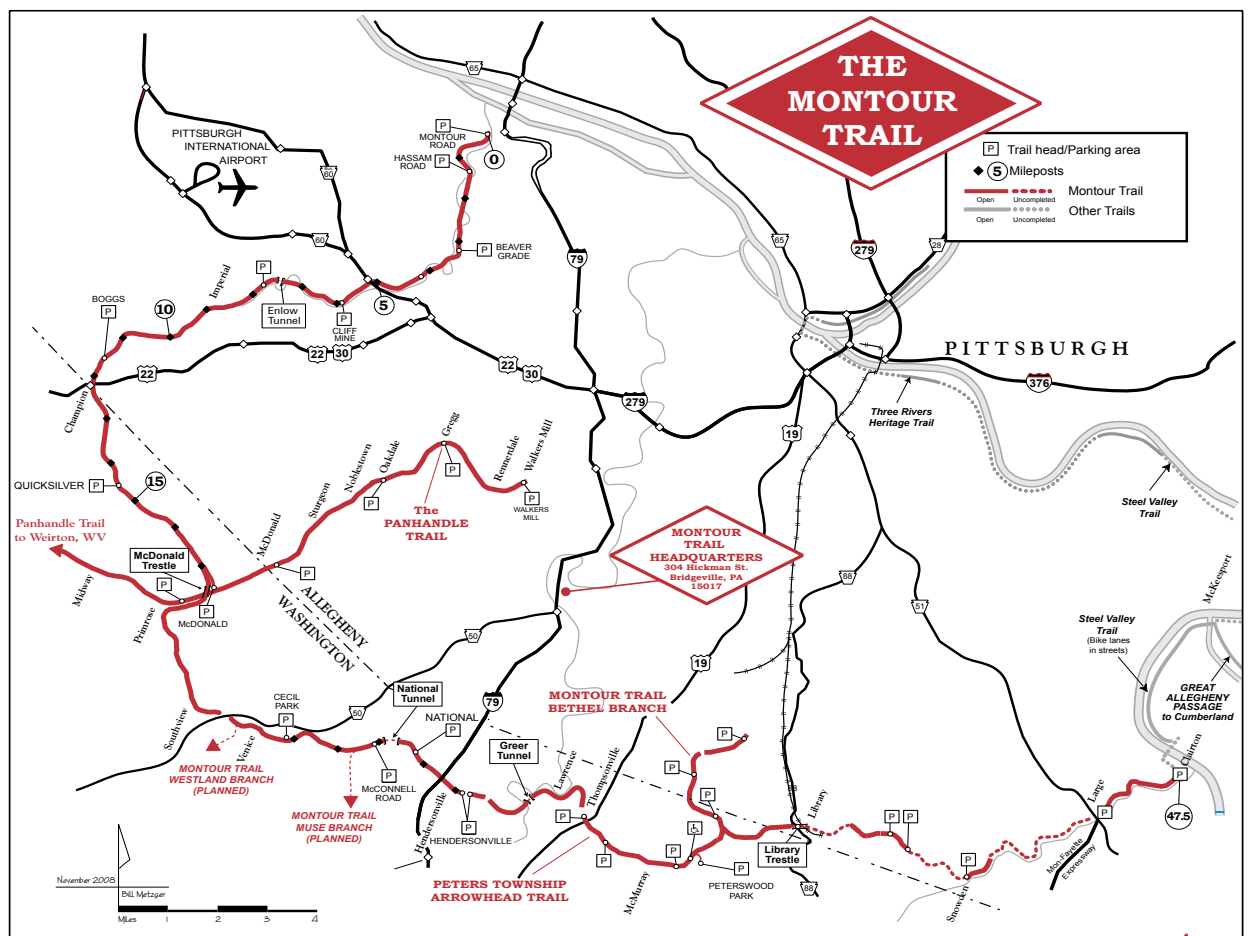 THE
MONTOUR
TRAIL
P Trail head/Parking area
5 Mileposts
Montour Trail
Open Uncompleted
Other Trails
Open Uncompleted
65
PITTSBURGH
INTERNATIONAL
AIRPORT
60
60
P
MONTOUR
ROAD
0
HASSAM
ROAD
P
P
BEAVER
GRADE
79
65
279
28
Imperial
P
Enlow
Tunnel
5
P
CLIFF
MINE
BOGGS
P
10
22
30
22
22
30
279
PITTSBURGH
376
19
Three Rivers
Heritage Trail
Steel Valley
Trail
Champion
QUICKSILVER
P
15
Gregg
P
Rennerdale
Walkers Mill
P
WALKERS
MILL
Noblestown
Oakdale
P
Sturgeon
The
PANHANDLE
TRAIL
Panhandle Trail
to Weirton, WV
McDonald
Trestle
McDonald
P
P
P
McDONALD
Midway
Primrose
ALLEGHENY
WASHINGTON
MONTOUR
TRAIL
HEADQUARTERS
304 Hickman St.
Bridgeville, PA
15017
88
51
McKeesport
Steel Valley
Trail
(Bike lanes
in streets)
GREAT
ALLEGHENY
PASSAGE
to Cumberland
50
50
19
79
National
Tunnel
NATIONAL
P
CECIL
PARK
P
Southview
Venice
MONTOUR TRAIL
WESTLAND BRANCH
(PLANNED)
P
McCONNELL
ROAD
MONTOUR TRAIL
MUSE BRANCH
(PLANNED)
Hendersonville
P
HENDERSONVILLE
Greer
Tunnel
Lawrence
Thompsonville
P
P
MONTOUR TRAIL
BETHEL BRANCH
P
P
P
88
Library
Library
Trestle
88
P
PETERSWOOD
PARK
P
McMurray
PETERS TOWNSHIP
ARROWHEAD TRAIL
P
P
P
Snowden
Mon-Fayette
Expressway
Large
P
Clairton
P
47.5
November 2008
Bill Metzger
Miles 1 2 3 4